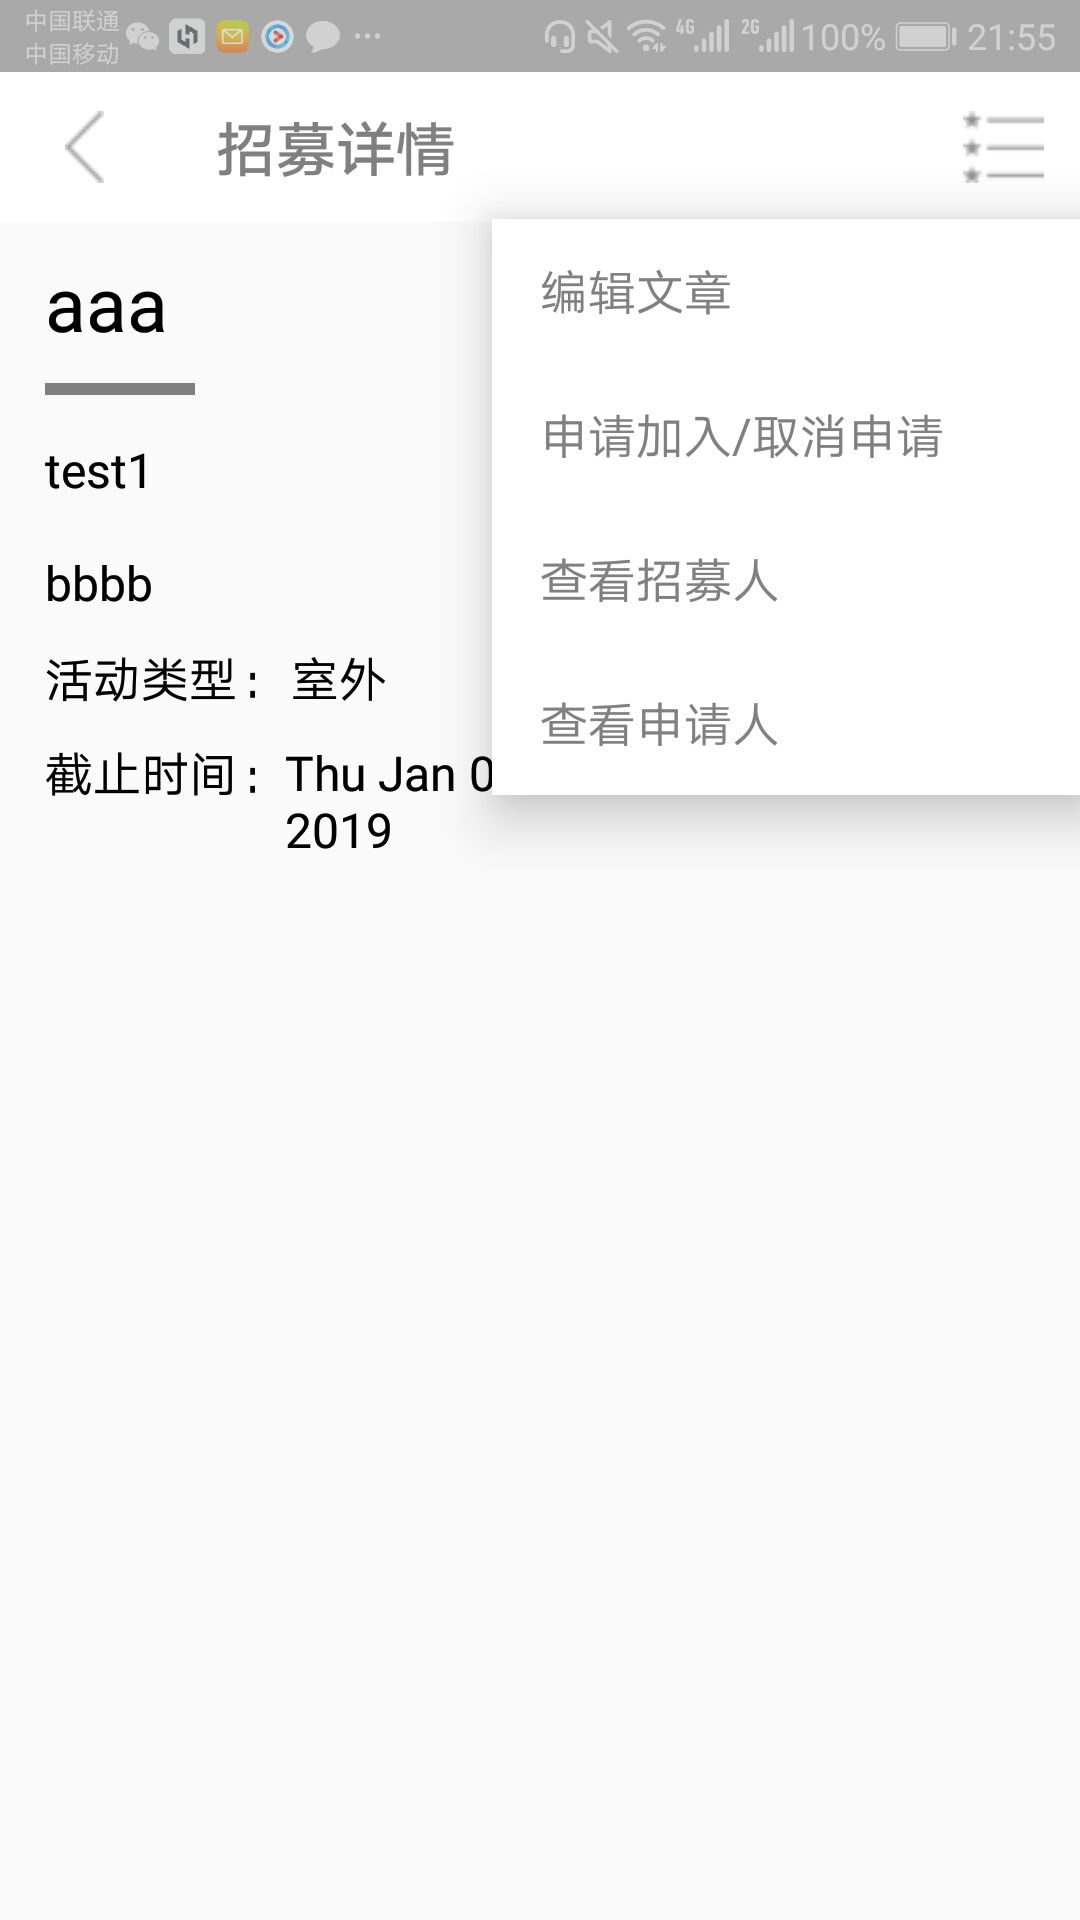 中国联通
中国移动
4G 2G 100% 21:55
招募详情
编辑文章
申请加入/取消申请
查看招募人
查看申请人
aaa
test1
bbbb
活动类型: 室外
截止时间: Thu Jan 0
2019